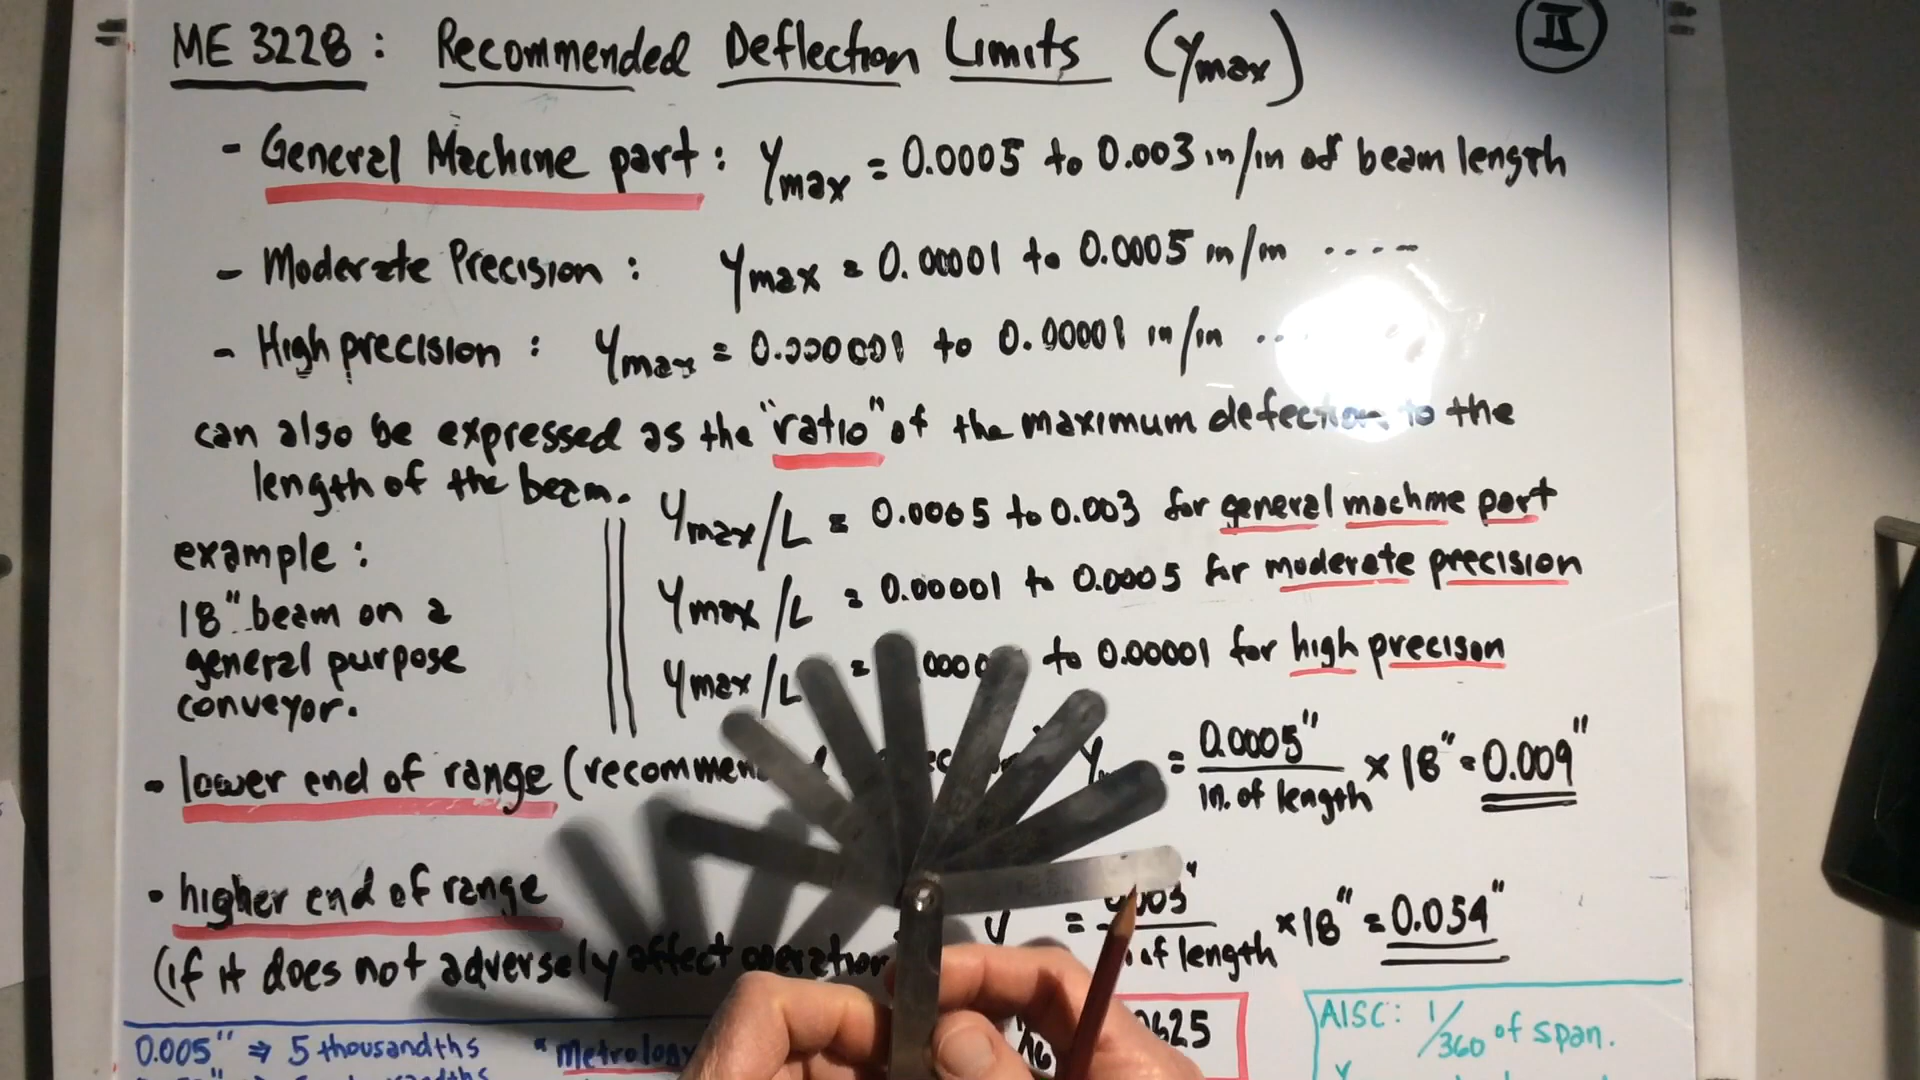 ME 3228: Recommended Deflection Limits (ymax)
II
- General Machine part: ymax = 0.0005 to 0.003 in/in of beam length
- Moderate Precision: ymax = 0.00001 to 0.0005 in/in ....
- High precision: ymax = 0.000001 to 0.00001 in/in ...
can also be expressed as the "ratio" of the maximum defection to the
length of the beam.
ymax/L = 0.0005 to 0.003 for general machine part
ymax/L = 0.00001 to 0.0005 for moderate precision
ymax/L = to 0.00001 for high precison
example:
18" beam on a
general purpose
conveyor.
• lower end of range (recommen = 0.0005" / in. of length × 18" = 0.009"
• higher end of range
(if it does not adversely affect operation = of length × 18" = 0.054"
0.005" ⇒ 5 thousandths
* Metrology
AISC: 1/360 of span.